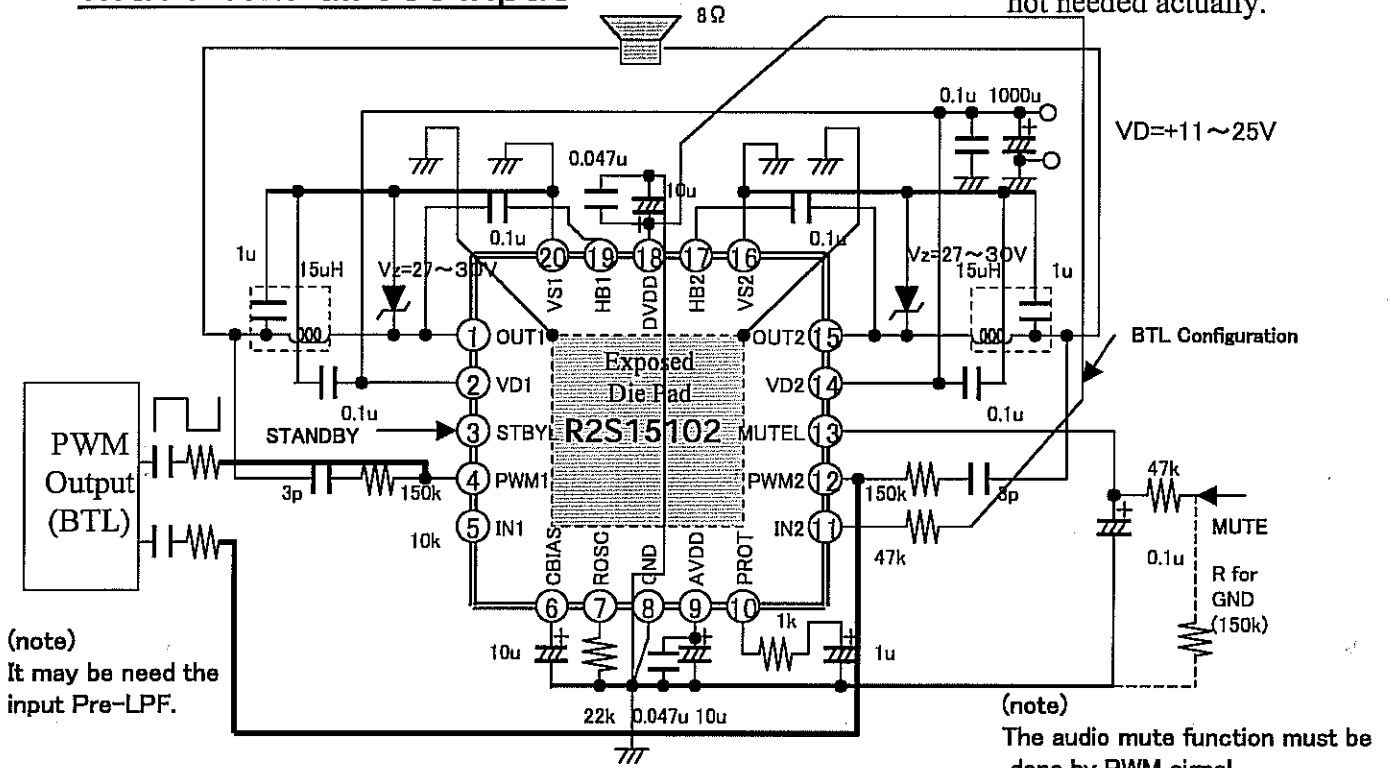 not needed actually.
8Ω
0.1u 1000u
VD=+11～25V
0.047u
10u
0.1u
0.1u
1u
15uH
Vz=27～30V
Vz=27～30V
15uH
1u
20 19 18 17 16
VS1
HB1
DVDD
HB2
VS2
1 OUT1
OUT2 15
BTL Configuration
2 VD1
VD2 14
0.1u
0.1u
Exposed
Die Pad
R2S15102
STANDBY
3 STBYL
MUTEL 13
PWM
Output
(BTL)
3p
150k
4 PWM1
PWM2 12
150k
3p
47k
MUTE
5 IN1
IN2 11
10k
47k
0.1u
R for
GND
(150k)
CBIAS
ROSC
GND
AVDD
PROT
6 7 8 9 10
10u
1k
1u
22k 0.047u 10u
(note)
It may be need the
input Pre-LPF.
(note)
The audio mute function must be
done by PWM signal